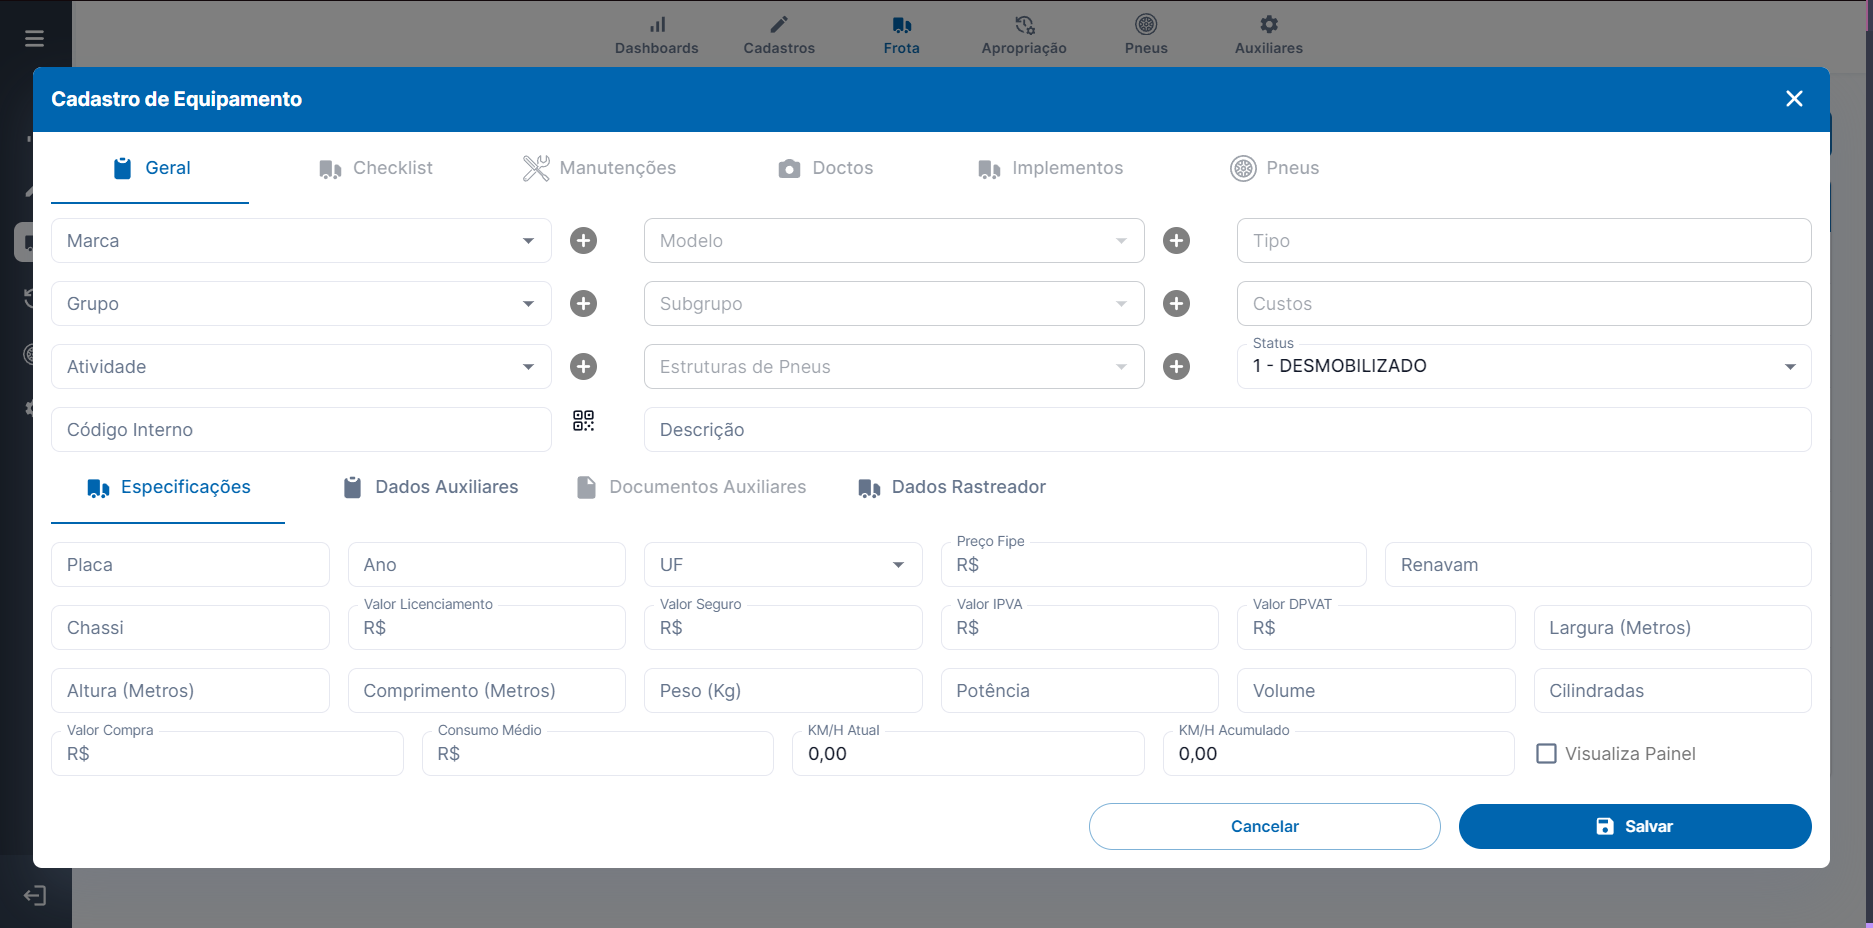 Dashboards Cadastros Frota Apropriação Pneus Auxiliares
Cadastro de Equipamento
Geral Checklist Manutenções Doctos Implementos Pneus
Marca Modelo Tipo
Grupo Subgrupo Custos
Status
Atividade Estruturas de Pneus 1 - DESMOBILIZADO
Código Interno Descrição
Especificações Dados Auxiliares Documentos Auxiliares Dados Rastreador
Preço Fipe
Placa Ano UF R$ Renavam
Valor Licenciamento Valor Seguro Valor IPVA Valor DPVAT
Chassi R$ R$ R$ R$ Largura (Metros)
Altura (Metros) Comprimento (Metros) Peso (Kg) Potência Volume Cilindradas
Valor Compra Consumo Médio KM/H Atual KM/H Acumulado
R$ R$ 0,00 0,00 Visualiza Painel
Cancelar Salvar